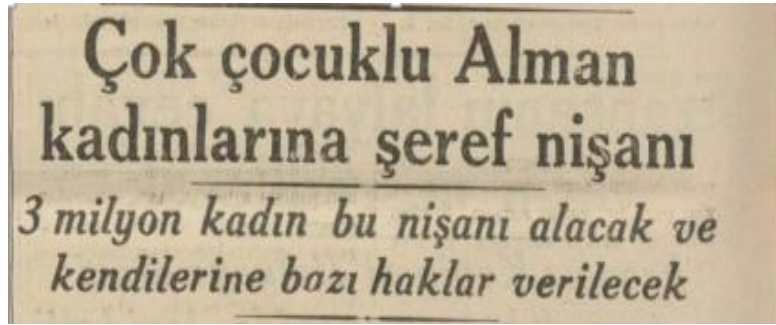 Çok çocuklu Alman
kadınlarına şeref nişanı
3 milyon kadın bu nişanı alacak ve
kendilerine bazı haklar verilecek